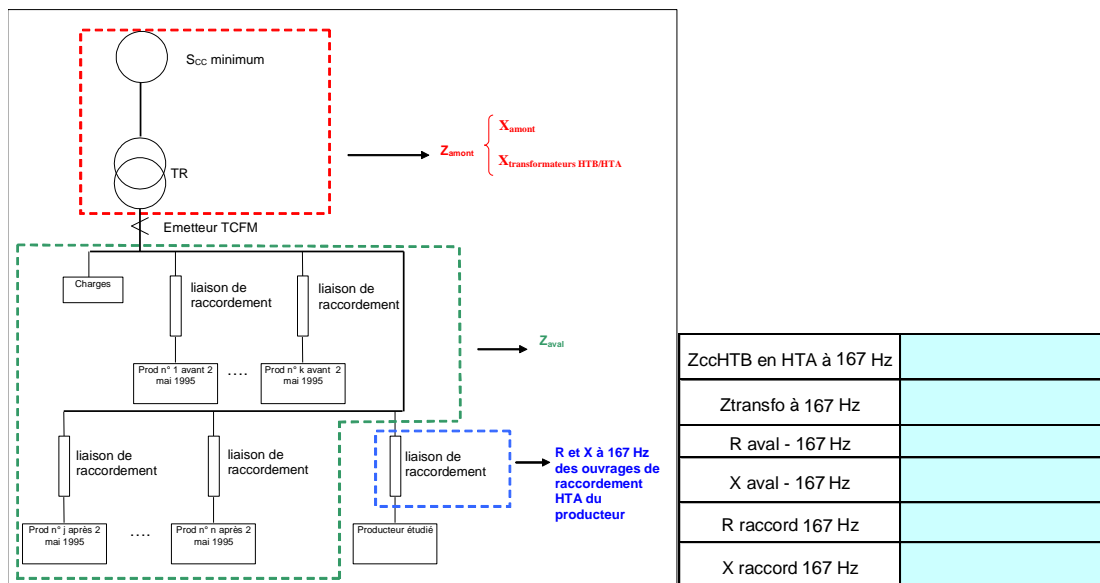 Scc minimum
TR
Emetteur TCFM
Zamont
Xamont
Xtransformateurs HTB/HTA
Charges
liaison de
raccordement
liaison de
raccordement
Prod n° 1 avant 2
mai 1995
....
Prod n° k avant 2
mai 1995
Zaval
liaison de
raccordement
liaison de
raccordement
liaison de
raccordement
R et X à 167 Hz
des ouvrages de
raccordement
HTA du
producteur
Prod n° j après 2
mai 1995
....
Prod n° n après 2
mai 1995
Producteur étudié
ZccHTB en HTA à 167 Hz
Ztransfo à 167 Hz
R aval - 167 Hz
X aval - 167 Hz
R raccord 167 Hz
X raccord 167 Hz